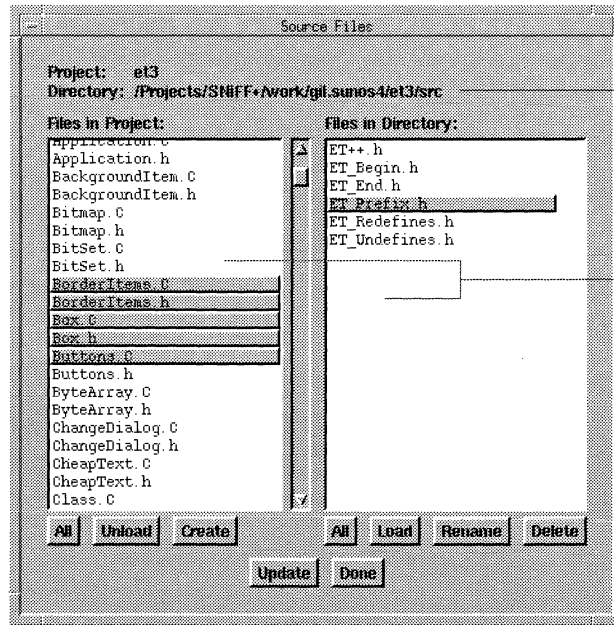 Source Files
Project: et3
Directory: /Projects/SNiFF+/work/gil.sunos4/et3/src
Files in Project:
Application.C
Application.h
BackgroundItem.C
BackgroundItem.h
Bitmap.C
Bitmap.h
BitSet.C
BitSet.h
BorderItems.C
BorderItems.h
Box.C
Box.h
Buttons.C
Buttons.h
ByteArray.C
ByteArray.h
ChangeDialog.C
ChangeDialog.h
CheapText.C
CheapText.h
Class.C
All Unload Create
Files in Directory:
ET++.h
ET_Begin.h
ET_End.h
ET_Prefix.h
ET_Redefines.h
ET_Undefines.h
All Load Rename Delete
Update Done